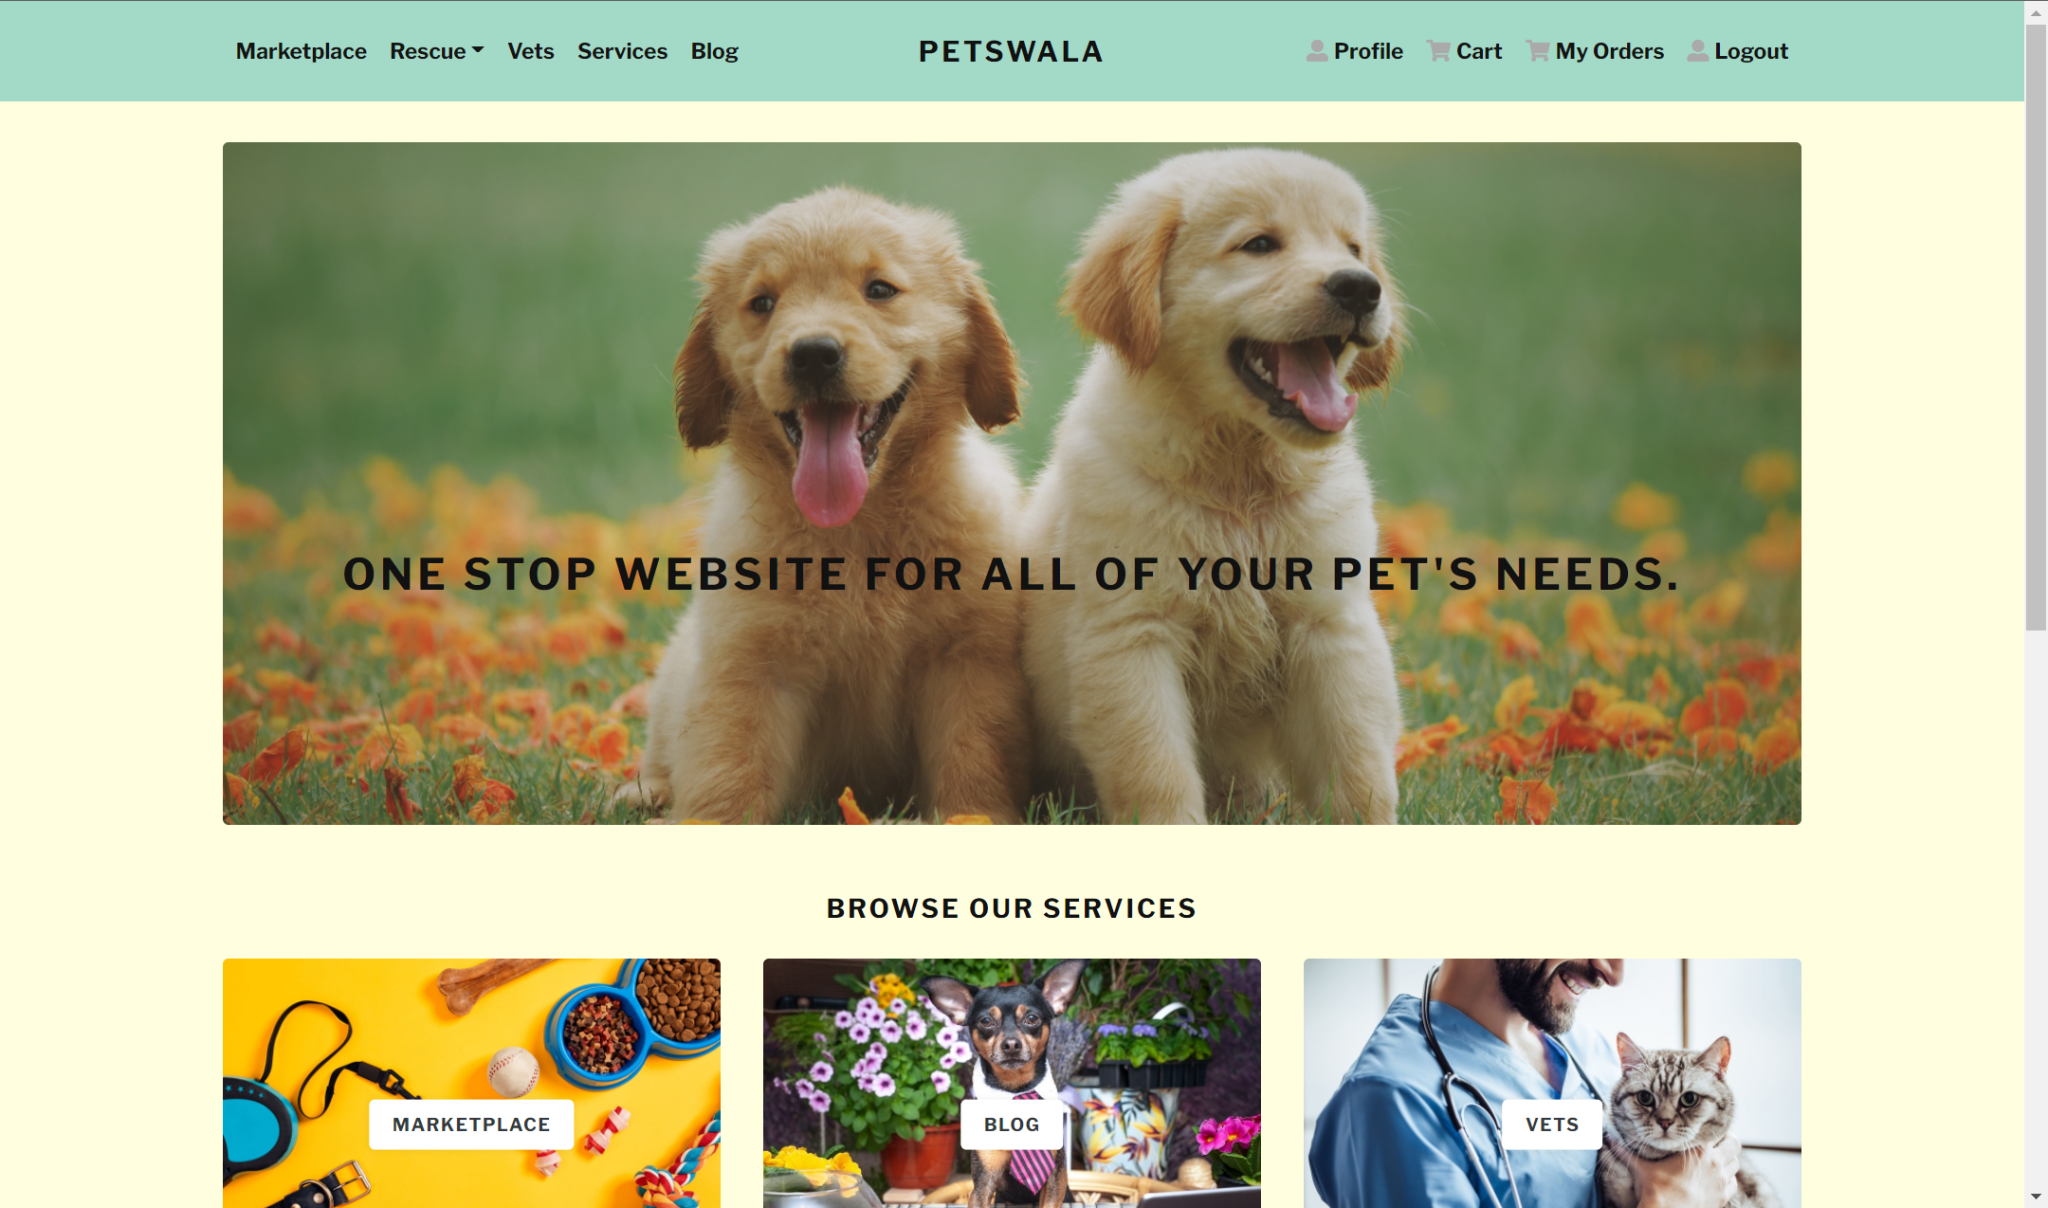 Marketplace Rescue Vets Services Blog PETSWALA Profile Cart My Orders Logout
ONE STOP WEBSITE FOR ALL OF YOUR PET'S NEEDS.
BROWSE OUR SERVICES
MARKETPLACE BLOG VETS